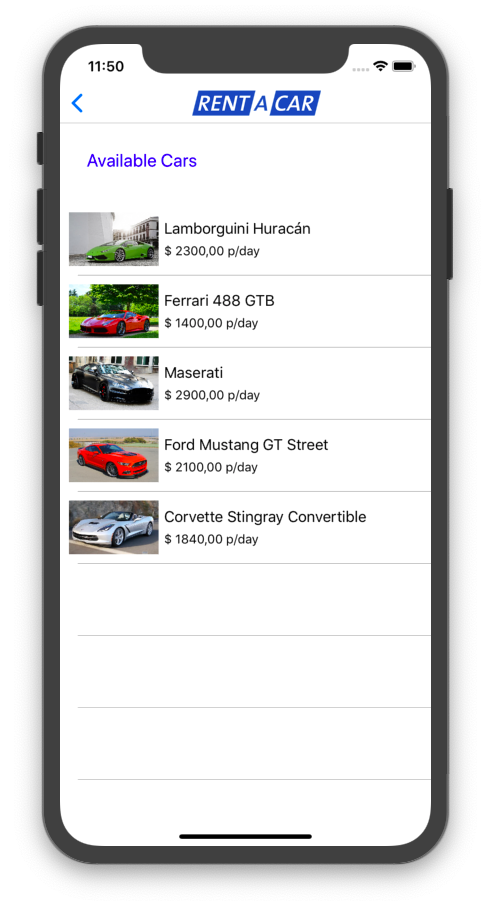 11:50
RENT A CAR
Available Cars
Lamborguini Huracán
$ 2300,00 p/day
Ferrari 488 GTB
$ 1400,00 p/day
Maserati
$ 2900,00 p/day
Ford Mustang GT Street
$ 2100,00 p/day
Corvette Stingray Convertible
$ 1840,00 p/day